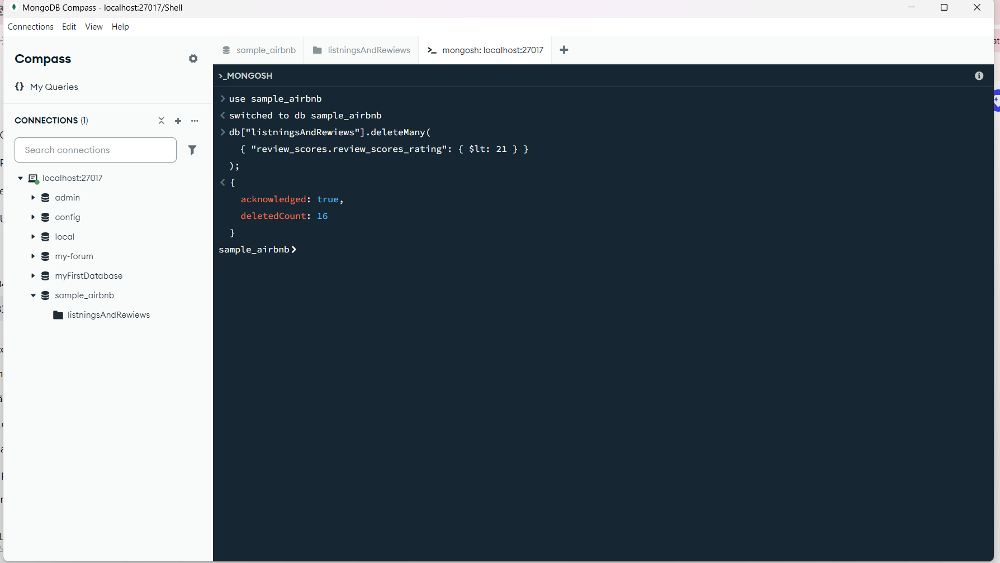 MongoDB Compass - localhost:27017/Shell
Connections Edit View Help
Compass
{} My Queries
CONNECTIONS (1)
Search connections
localhost:27017
admin
config
local
my-forum
myFirstDatabase
sample_airbnb
listningsAndRewiews
sample_airbnb listningsAndRewiews >_ mongosh: localhost:27017 +
>_MONGOSH
> use sample_airbnb
< switched to db sample_airbnb
> db["listningsAndRewiews"].deleteMany(
{ "review_scores.review_scores_rating": { $lt: 21 } }
);
< {
acknowledged: true,
deletedCount: 16
}
sample_airbnb>